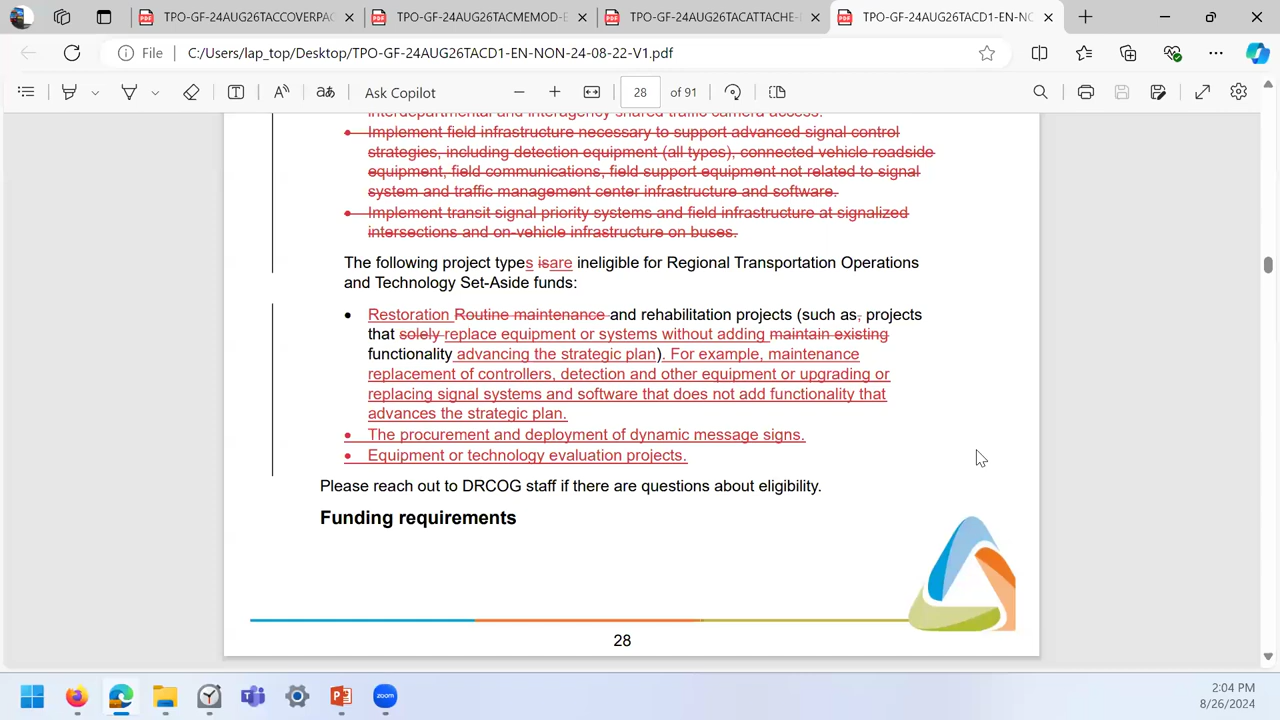 TPO-GF-24AUG26TACCOVERPAC
TPO-GF-24AUG26TACMEMOD-E
TPO-GF-24AUG26TACATTACHE-
TPO-GF-24AUG26TACD1-EN-NC
File
C:/Users/lap_top/Desktop/TPO-GF-24AUG26TACD1-EN-NON-24-08-22-V1.pdf
Ask Copilot
28 of 91
interdepartmental and interagency shared traffic camera access.
• Implement field infrastructure necessary to support advanced signal control
strategies, including detection equipment (all types), connected vehicle roadside
equipment, field communications, field support equipment not related to signal
system and traffic management center infrastructure and software.
• Implement transit signal priority systems and field infrastructure at signalized
intersections and on-vehicle infrastructure on buses.
The following project types isare ineligible for Regional Transportation Operations
and Technology Set-Aside funds:
• Restoration Routine maintenance and rehabilitation projects (such as, projects
that solely replace equipment or systems without adding maintain existing
functionality advancing the strategic plan). For example, maintenance
replacement of controllers, detection and other equipment or upgrading or
replacing signal systems and software that does not add functionality that
advances the strategic plan.
• The procurement and deployment of dynamic message signs.
• Equipment or technology evaluation projects.
Please reach out to DRCOG staff if there are questions about eligibility.
Funding requirements
28
zoom
2:04 PM
8/26/2024